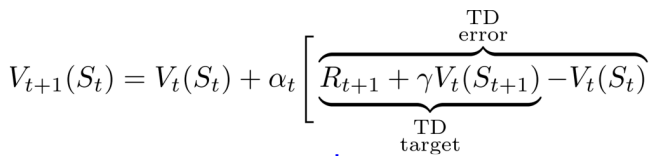 TD
error
V_{t+1}(S_t) = V_t(S_t) + α_t [ R_{t+1} + γV_t(S_{t+1}) − V_t(S_t)
TD
target